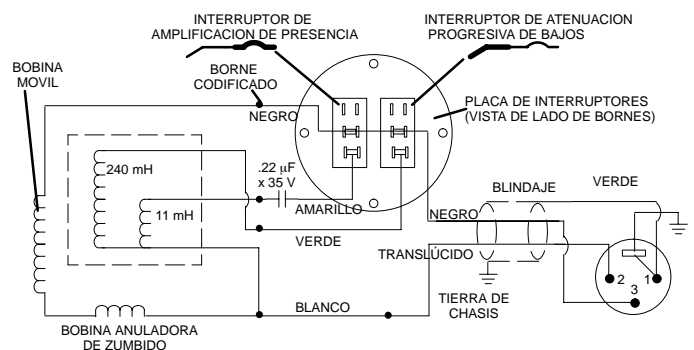 INTERRUPTOR DE
AMPLIFICACION DE PRESENCIA
INTERRUPTOR DE ATENUACION
PROGRESIVA DE BAJOS
BOBINA
MOVIL
BORNE
CODIFICADO
NEGRO
PLACA DE INTERRUPTORES
(VISTA DE LADO DE BORNES)
240 mH
.22 µF
x 35 V
11 mH
AMARILLO
VERDE
BLINDAJE
VERDE
NEGRO
TRANSLÚCIDO
2
1
3
BLANCO
TIERRA DE
CHASIS
BOBINA ANULADORA
DE ZUMBIDO